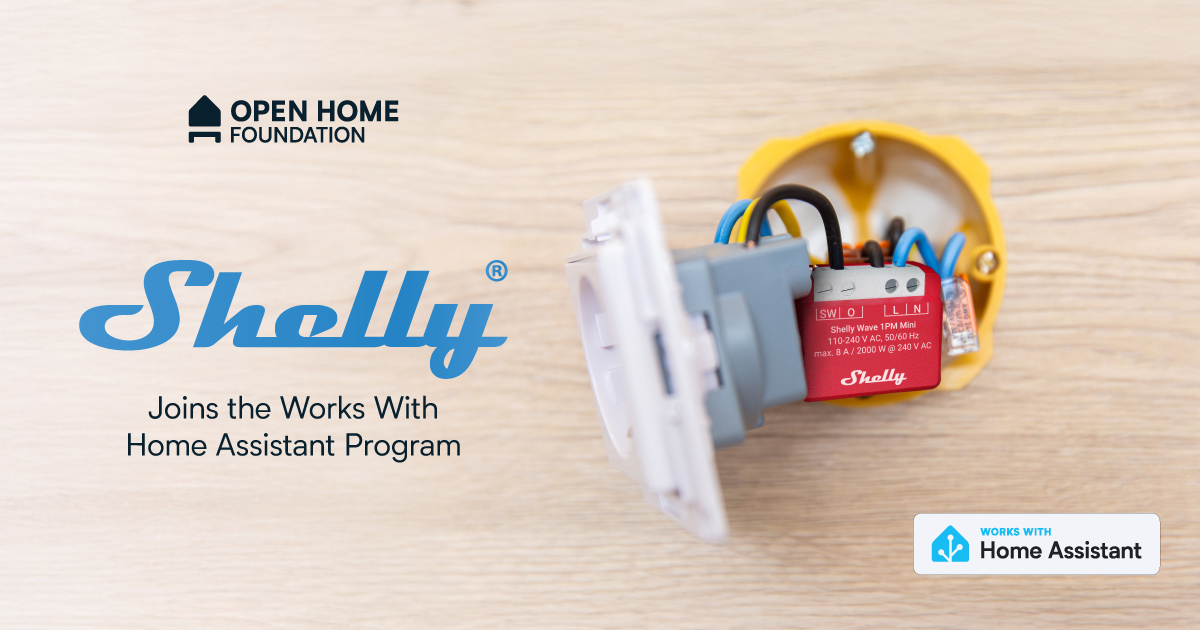 OPEN HOME
FOUNDATION
Shelly®
Joins the Works With
Home Assistant Program
SW O L N
Shelly Wave 1PM Mini
110-240 V AC, 50/60 Hz
max. 8 A / 2000 W @ 240 V AC
Shelly
WORKS WITH
Home Assistant